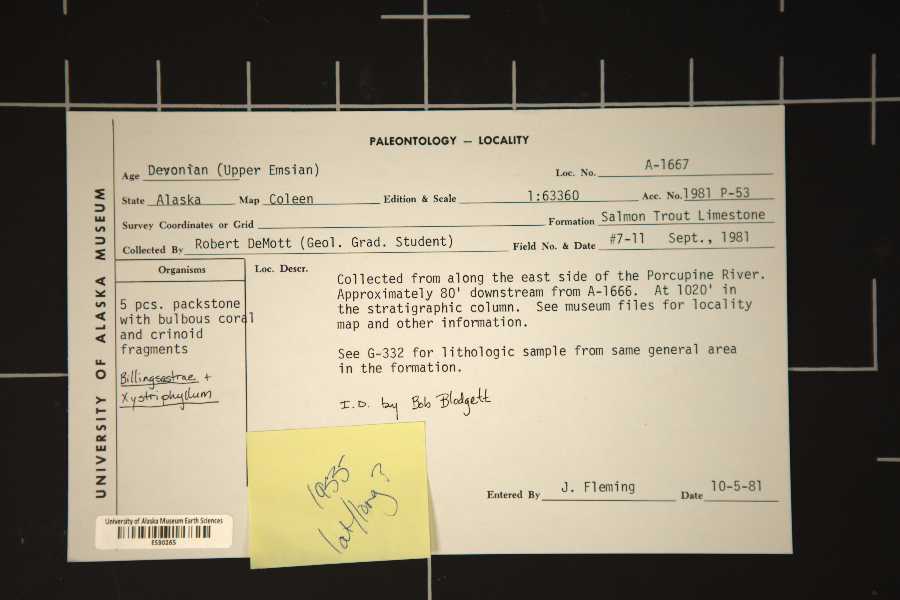 PALEONTOLOGY — LOCALITY
Age Devonian (Upper Emsian) Loc. No. A-1667
State Alaska Map Coleen Edition & Scale 1:63360 Acc. No. 1981 P-53
Survey Coordinates or Grid Formation Salmon Trout Limestone
Collected By Robert DeMott (Geol. Grad. Student) Field No. & Date #7-11 Sept., 1981
UNIVERSITY OF ALASKA MUSEUM
Organisms
5 pcs. packstone
with bulbous coral
and crinoid
fragments
Billingsastrae +
Xystriphyllum
Loc. Descr.
Collected from along the east side of the Porcupine River.
Approximately 80' downstream from A-1666. At 1020' in
the stratigraphic column. See museum files for locality
map and other information.
See G-332 for lithologic sample from same general area
in the formation.
I.D. by Bob Blodgett
1955
lat/long?
Entered By J. Fleming Date 10-5-81
University of Alaska Museum Earth Sciences
ES90265